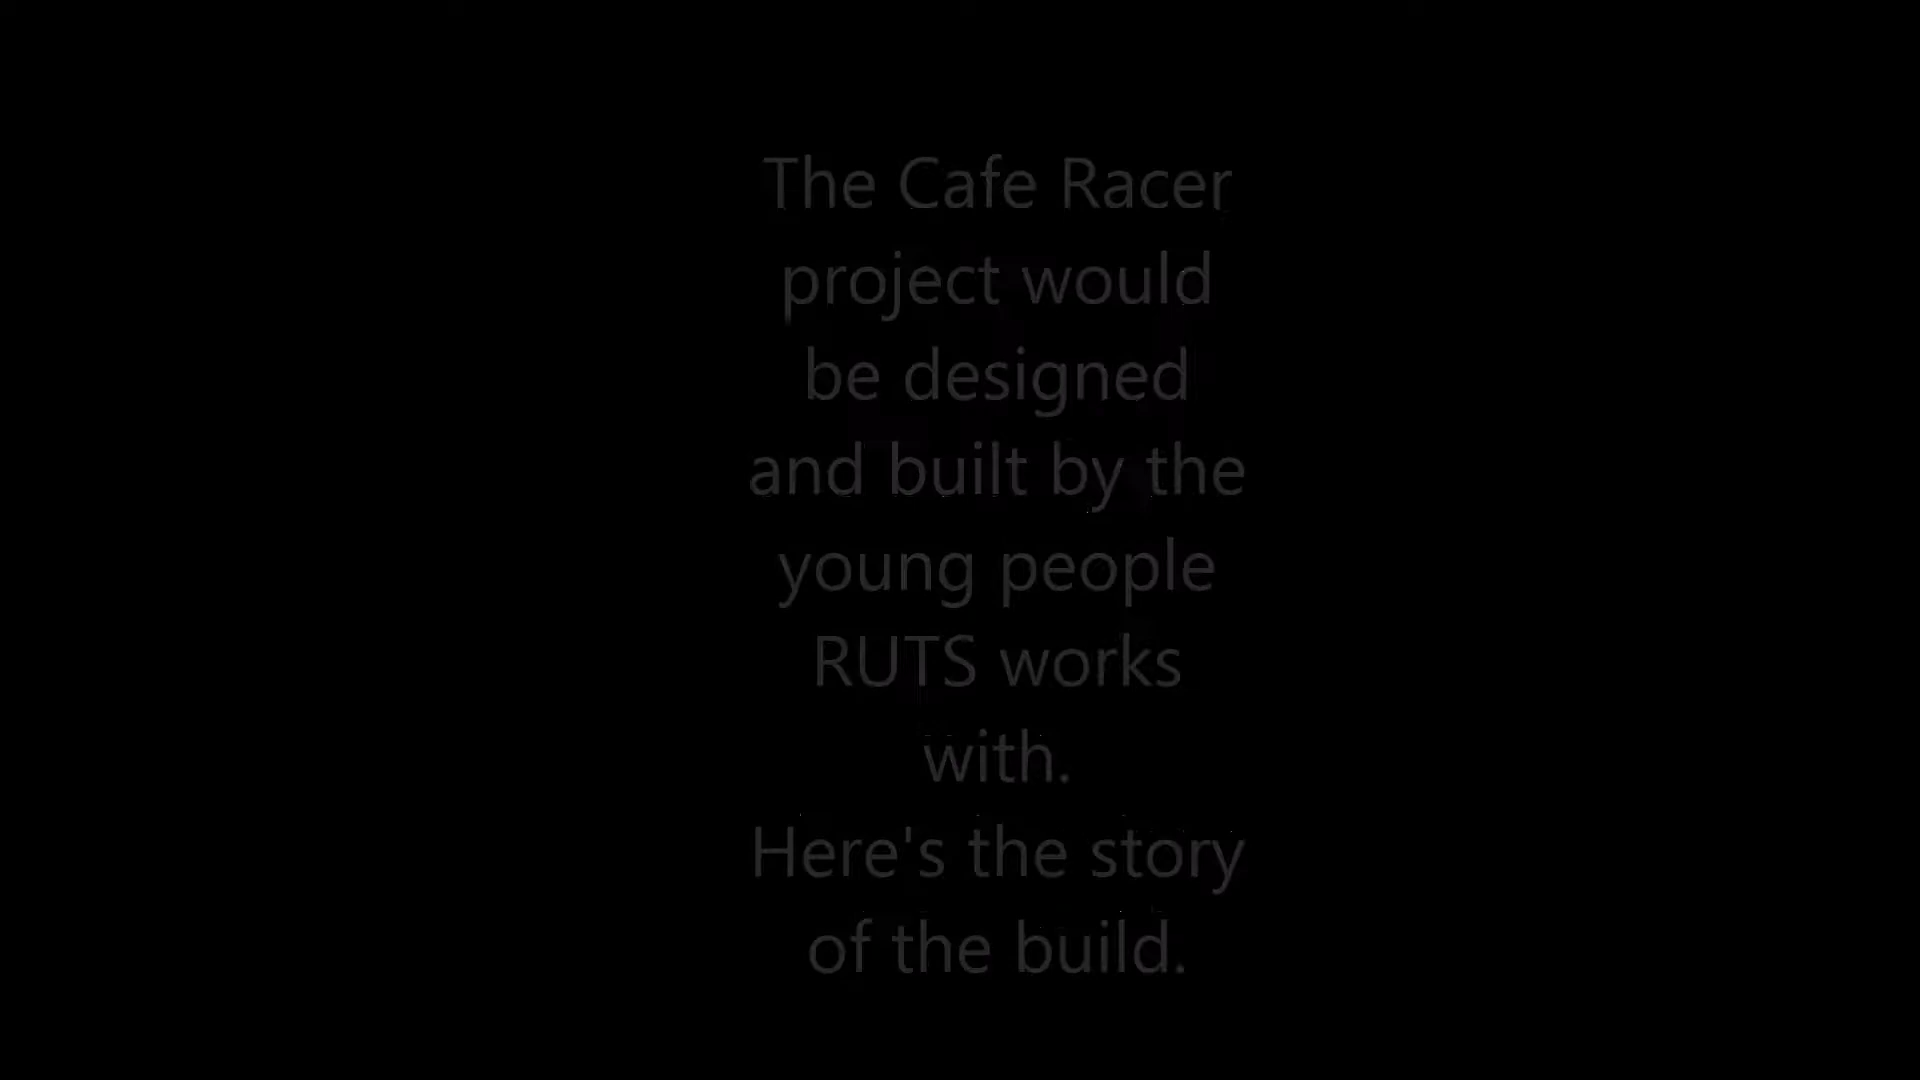 The Cafe Racer
project would
be designed
and built by the
young people
RUTS works
with.
Here's the story
of the build.